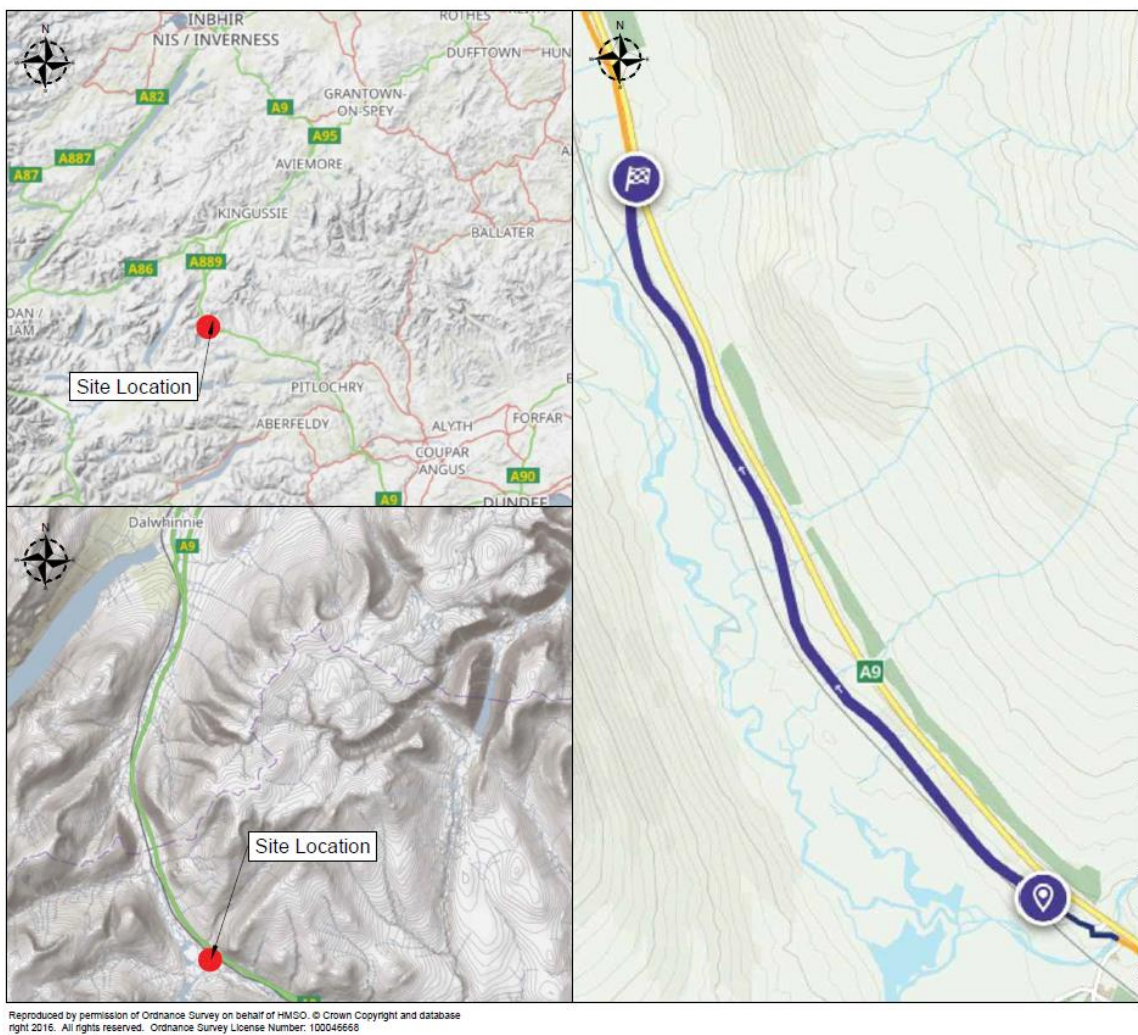 N
INBHIR
NIS / INVERNESS
ROTHES
DUFFTOWN
HUN
A82
A9
GRANTOWN-
ON-SPEY
A95
A887
AVIEMORE
A87
KINGUSSIE
BALLATER
A86
A889
DAN /
IAM
Site Location
PITLOCHRY
ABERFELDY
ALYTH
FORFAR
COUPAR
ANGUS
A90
A9
DUNDEE
N
Dalwhinnie
A9
Site Location
N
A9
Reproduced by permission of Ordnance Survey on behalf of HMSO. © Crown Copyright and database
right 2016. All rights reserved. Ordnance Survey License Number: 100046668